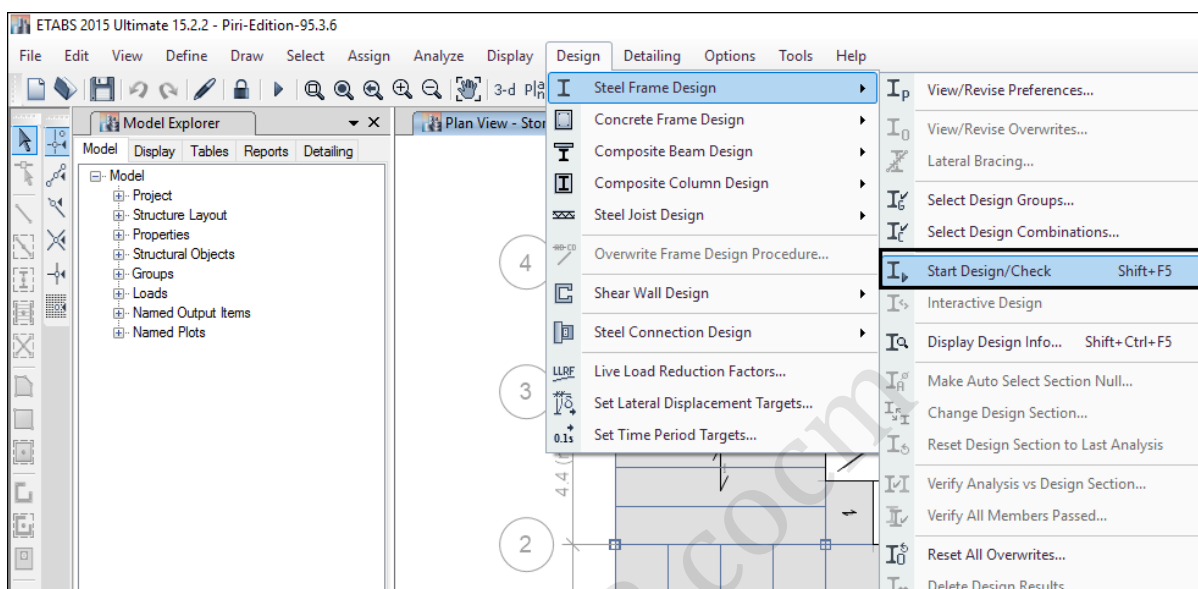 ETABS 2015 Ultimate 15.2.2 - Piri-Edition-95.3.6
File Edit View Define Draw Select Assign Analyze Display Design Detailing Options Tools Help
3-d
Model Explorer
Plan View - Stor
Model Display Tables Reports Detailing
Model
Project
Structure Layout
Properties
Structural Objects
Groups
Loads
Named Output Items
Named Plots
Steel Frame Design
Concrete Frame Design
Composite Beam Design
Composite Column Design
Steel Joist Design
Overwrite Frame Design Procedure...
Shear Wall Design
Steel Connection Design
LLRF Live Load Reduction Factors...
Set Lateral Displacement Targets...
0.1s Set Time Period Targets...
View/Revise Preferences...
View/Revise Overwrites...
Lateral Bracing...
Select Design Groups...
Select Design Combinations...
Start Design/Check Shift+F5
Interactive Design
Display Design Info... Shift+Ctrl+F5
Make Auto Select Section Null...
Change Design Section...
Reset Design Section to Last Analysis
Verify Analysis vs Design Section...
Verify All Members Passed...
Reset All Overwrites...
Delete Design Results
4
3
4.4
2